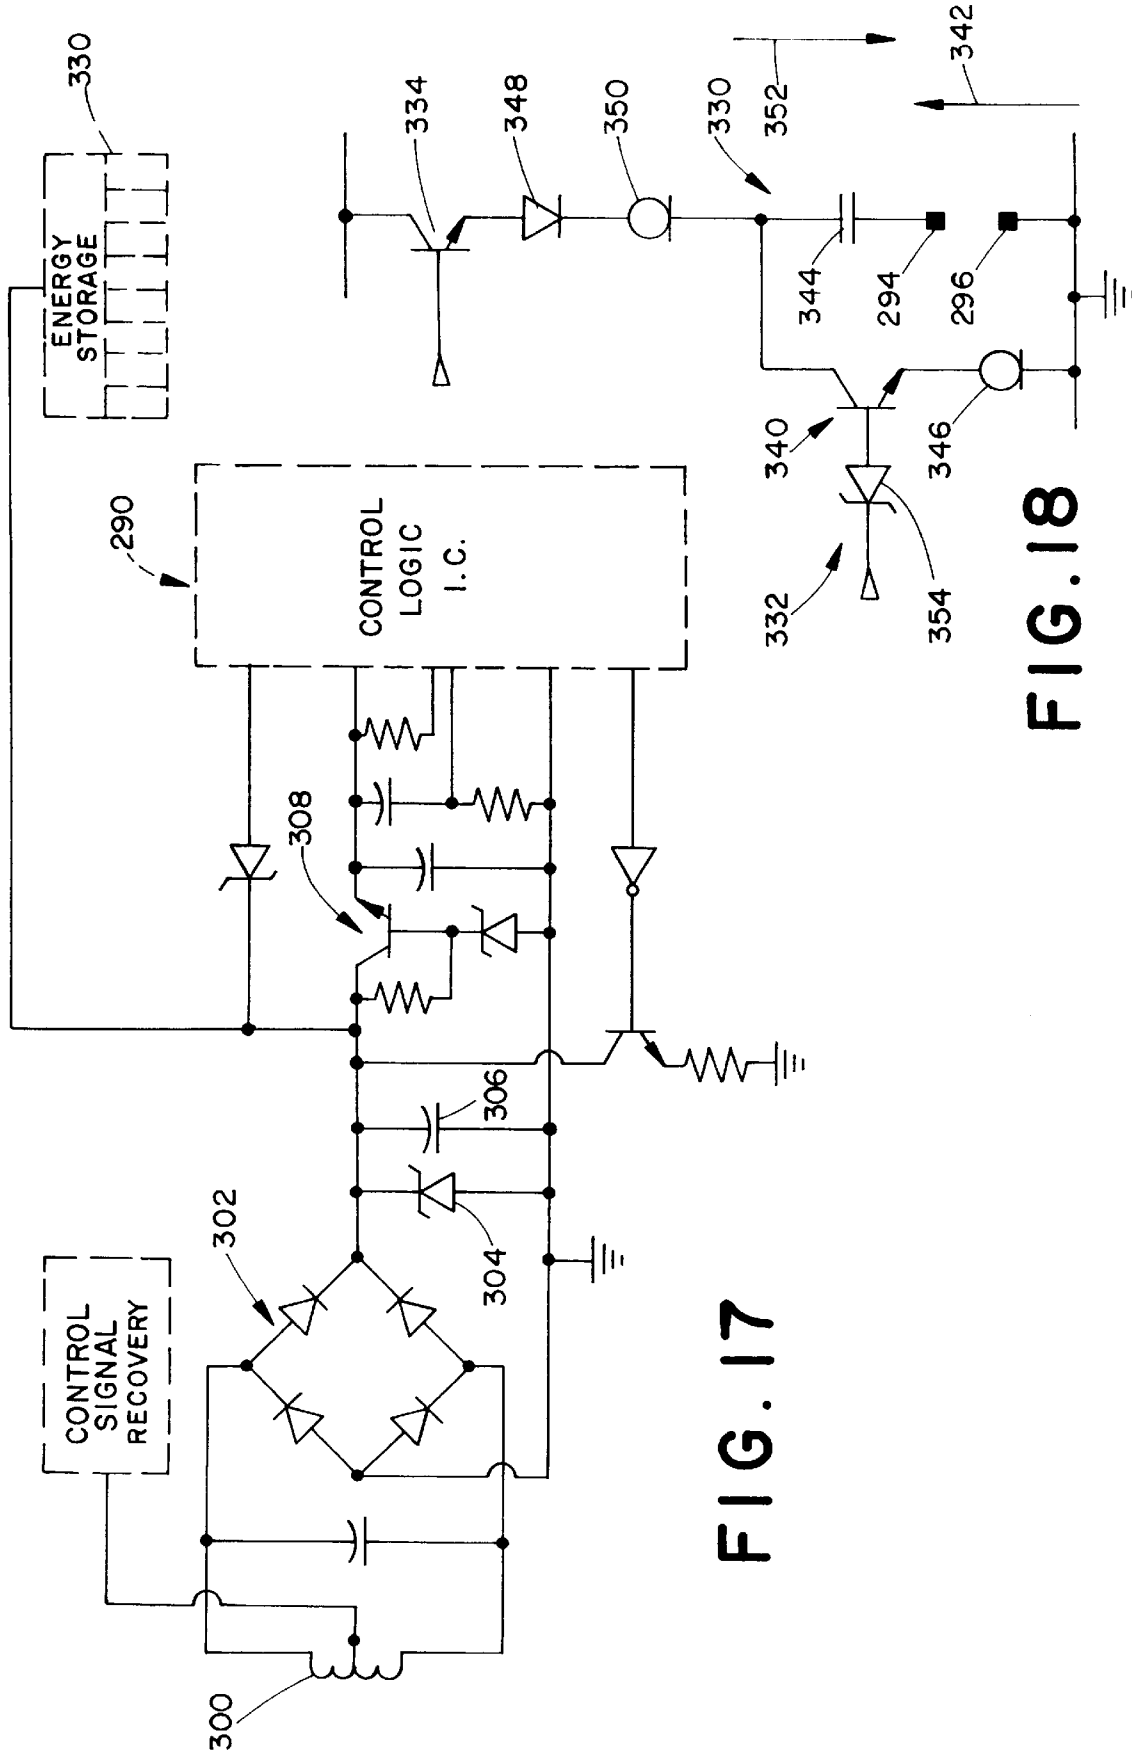 CONTROL
SIGNAL
RECOVERY
ENERGY
STORAGE
330
290
CONTROL
LOGIC
I.C.
300
302
304
306
308
FIG.17
334
348
350
330
352
342
344
294
296
340
346
332
354
FIG.18